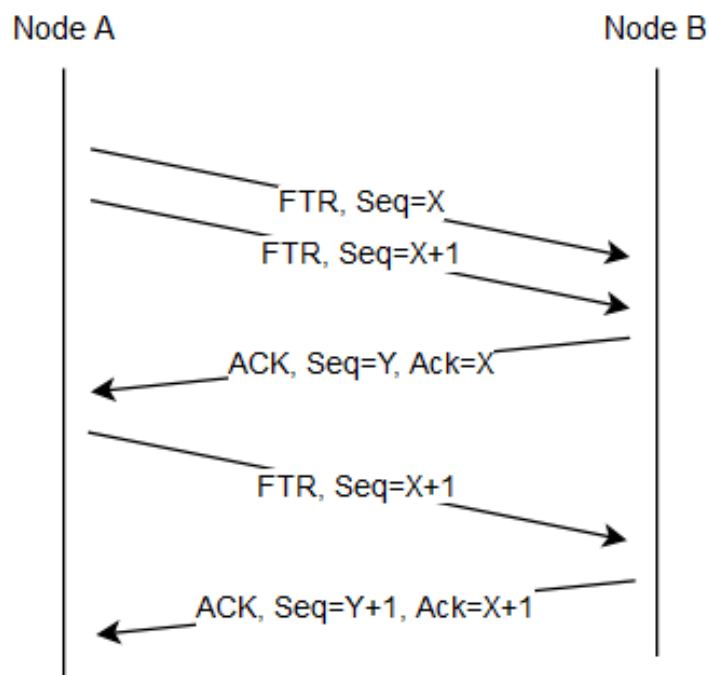 Node A
Node B
FTR, Seq=X
FTR, Seq=X+1
ACK, Seq=Y, Ack=X
FTR, Seq=X+1
ACK, Seq=Y+1, Ack=X+1